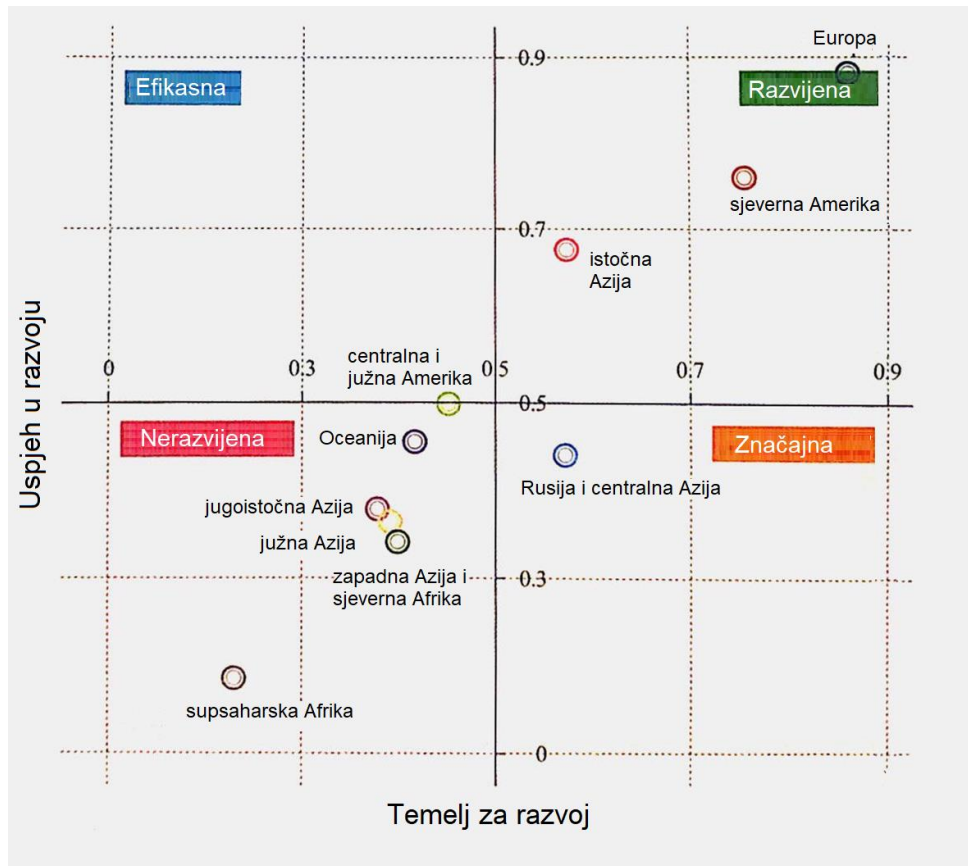 Europa
0.9
Efikasna
Razvijena
sjeverna Amerika
0.7
istočna
Azija
Uspjeh u razvoju
centralna i
južna Amerika
0
0.3
0.5
0.7
0.9
0.5
Nerazvijena
Oceanija
Značajna
Rusija i centralna Azija
jugoistočna Azija
južna Azija
zapadna Azija i
sjeverna Afrika
0.3
supsaharska Afrika
0
Temelj za razvoj